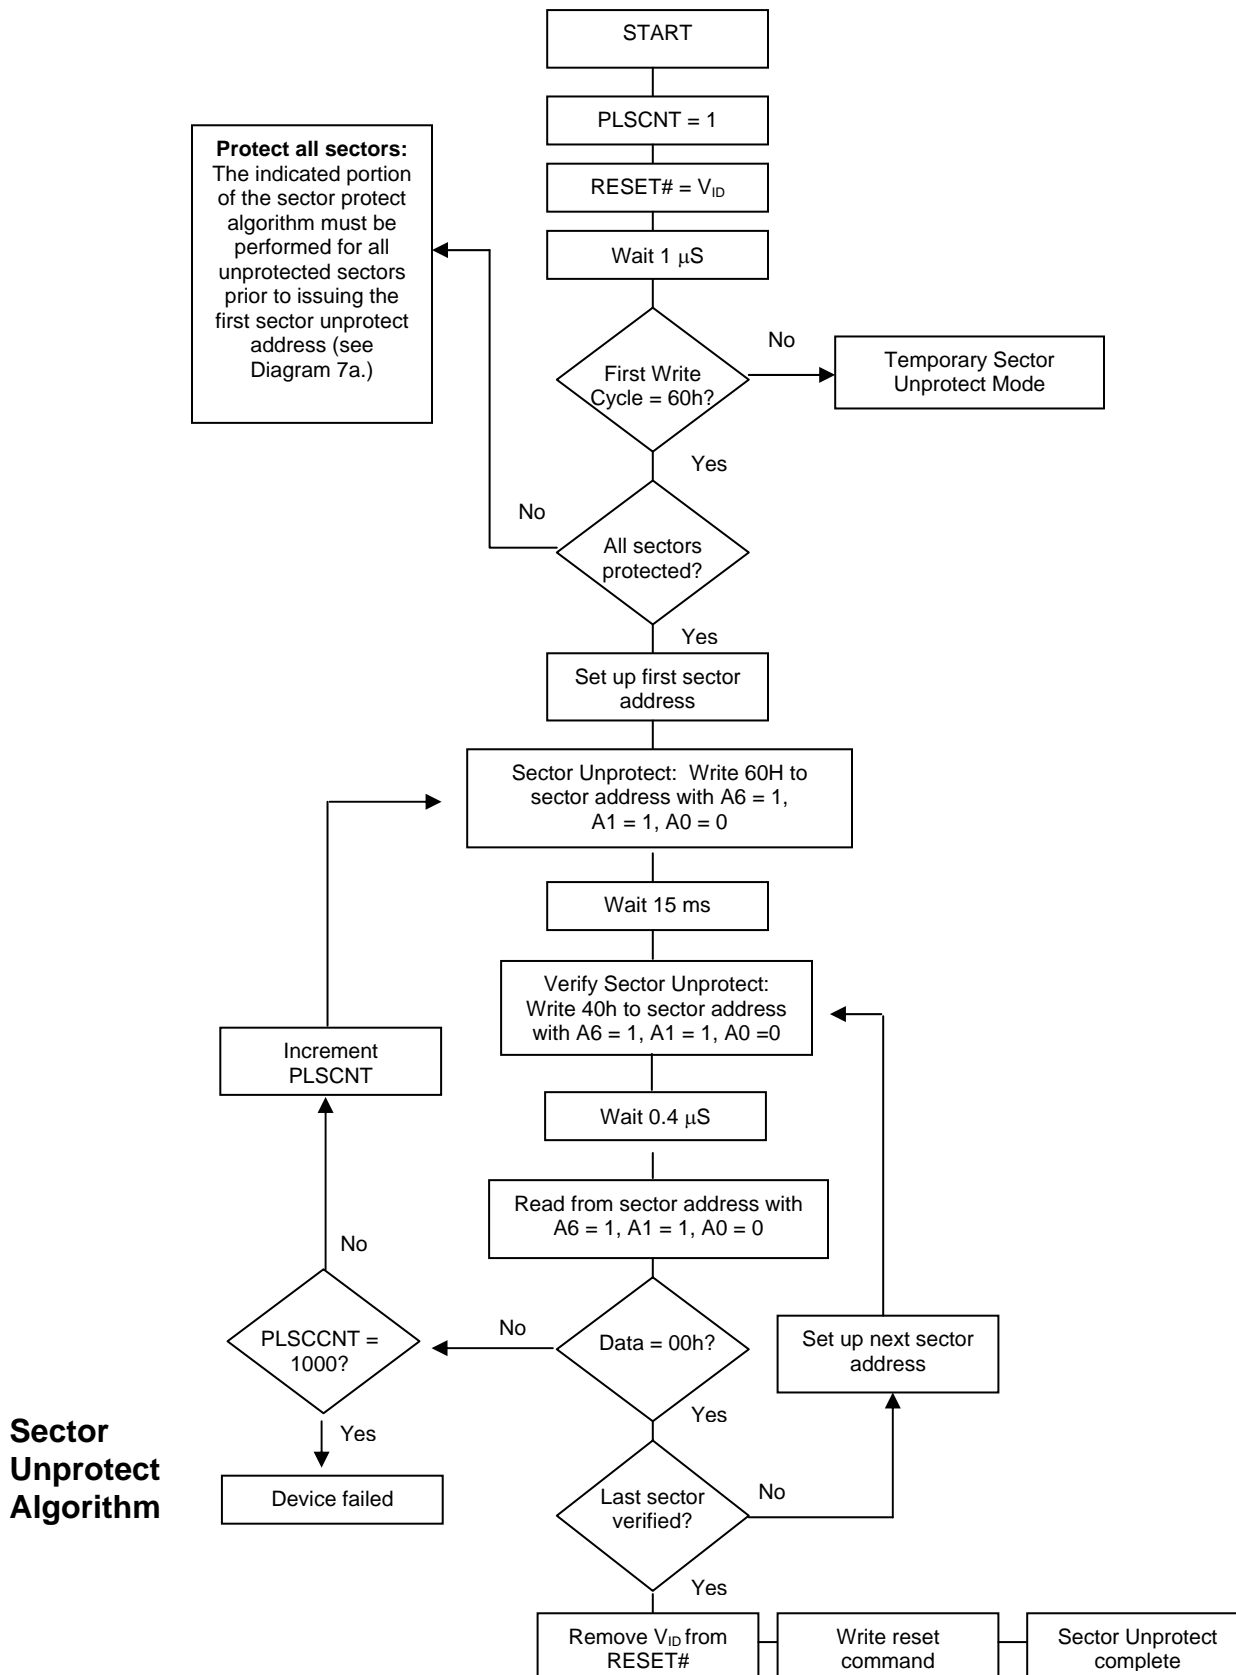 START
PLSCNT = 1
Protect all sectors:
The indicated portion
of the sector protect
algorithm must be
performed for all
unprotected sectors
prior to issuing the
first sector unprotect
address (see
Diagram 7a.)
RESET# = VID
Wait 1 μS
First Write
Cycle = 60h?
No
Temporary Sector
Unprotect Mode
Yes
All sectors
protected?
No
Yes
Set up first sector
address
Sector Unprotect: Write 60H to
sector address with A6 = 1,
A1 = 1, A0 = 0
Wait 15 ms
Verify Sector Unprotect:
Write 40h to sector address
with A6 = 1, A1 = 1, A0 =0
Increment
PLSCNT
Wait 0.4 μS
Read from sector address with
A6 = 1, A1 = 1, A0 = 0
No
PLSCCNT =
1000?
No
Data = 00h?
Set up next sector
address
Yes
Yes
Sector
Unprotect
Algorithm
Device failed
Last sector
verified?
No
Yes
Remove VID from
RESET#
Write reset
command
Sector Unprotect
complete